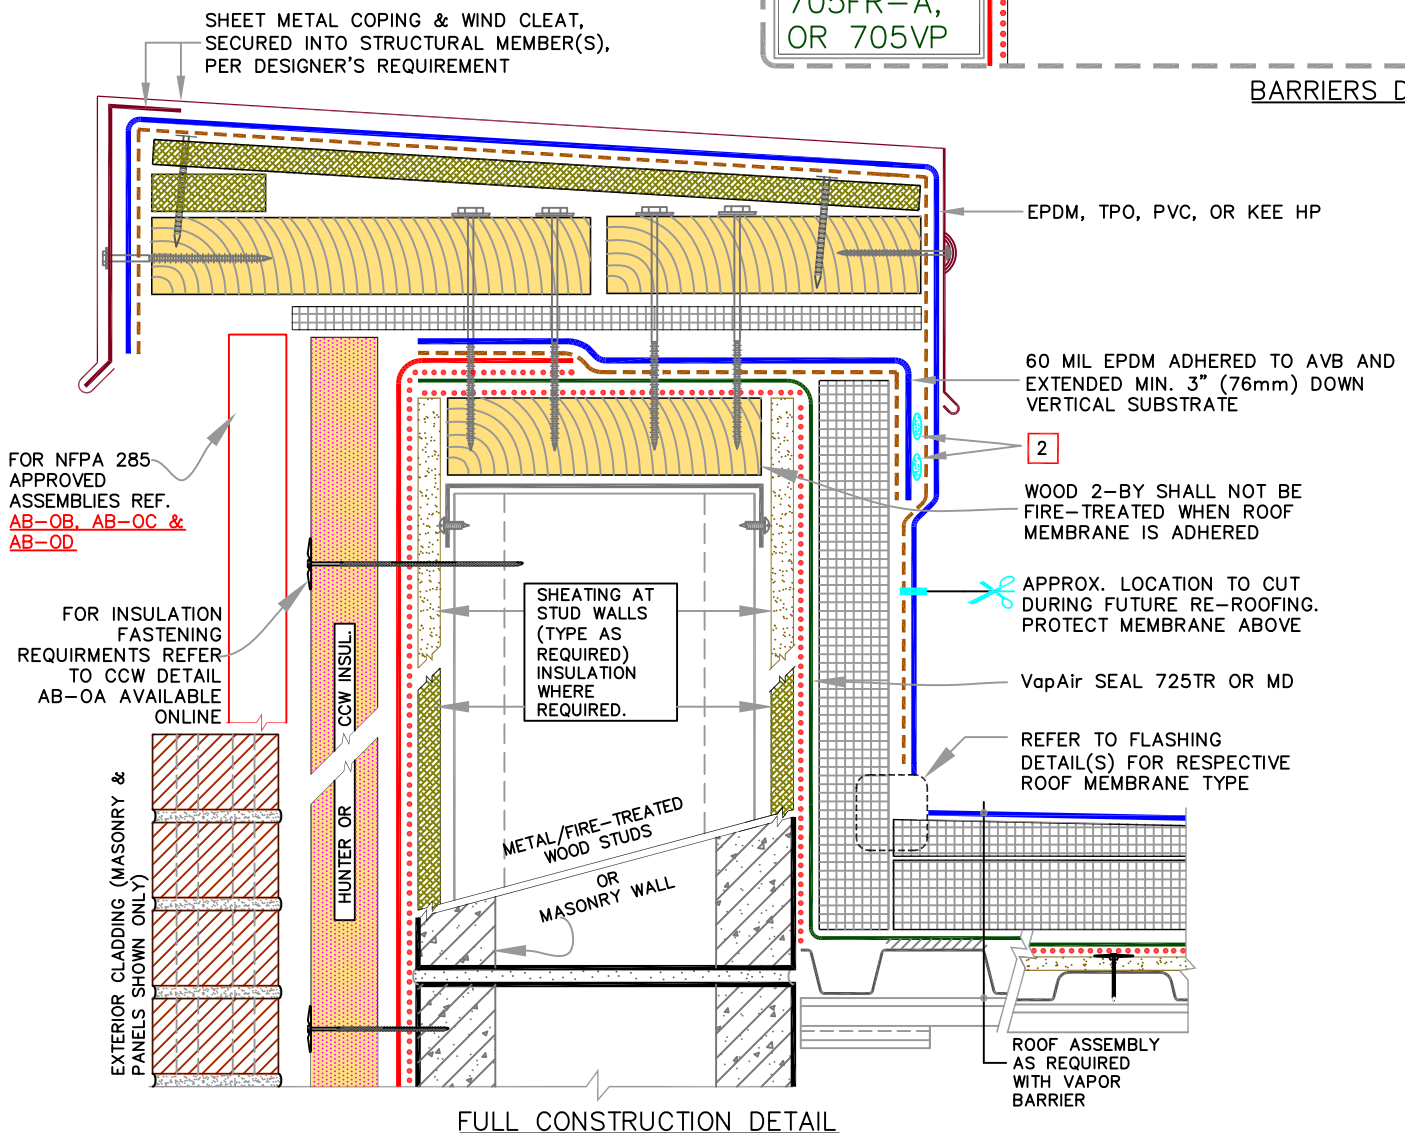 SHEET METAL COPING & WIND CLEAT,
SECURED INTO STRUCTURAL MEMBER(S),
PER DESIGNER'S REQUIREMENT
705FR-A,
OR 705VP
BARRIERS D
EPDM, TPO, PVC, OR KEE HP
60 MIL EPDM ADHERED TO AVB AND
EXTENDED MIN. 3" (76mm) DOWN
VERTICAL SUBSTRATE
2
WOOD 2-BY SHALL NOT BE
FIRE-TREATED WHEN ROOF
MEMBRANE IS ADHERED
APPROX. LOCATION TO CUT
DURING FUTURE RE-ROOFING.
PROTECT MEMBRANE ABOVE
VapAir SEAL 725TR OR MD
REFER TO FLASHING
DETAIL(S) FOR RESPECTIVE
ROOF MEMBRANE TYPE
FOR NFPA 285
APPROVED
ASSEMBLIES REF.
AB-OB, AB-OC &
AB-OD
FOR INSULATION
FASTENING
REQUIRMENTS REFER
TO CCW DETAIL
AB-OA AVAILABLE
ONLINE
SHEATING AT
STUD WALLS
(TYPE AS
REQUIRED)
INSULATION
WHERE
REQUIRED.
HUNTER OR CCW INSUL.
EXTERIOR CLADDING (MASONRY &
PANELS SHOWN ONLY)
METAL/FIRE-TREATED
WOOD STUDS
OR
MASONRY WALL
ROOF ASSEMBLY
AS REQUIRED
WITH VAPOR
BARRIER
FULL CONSTRUCTION DETAIL